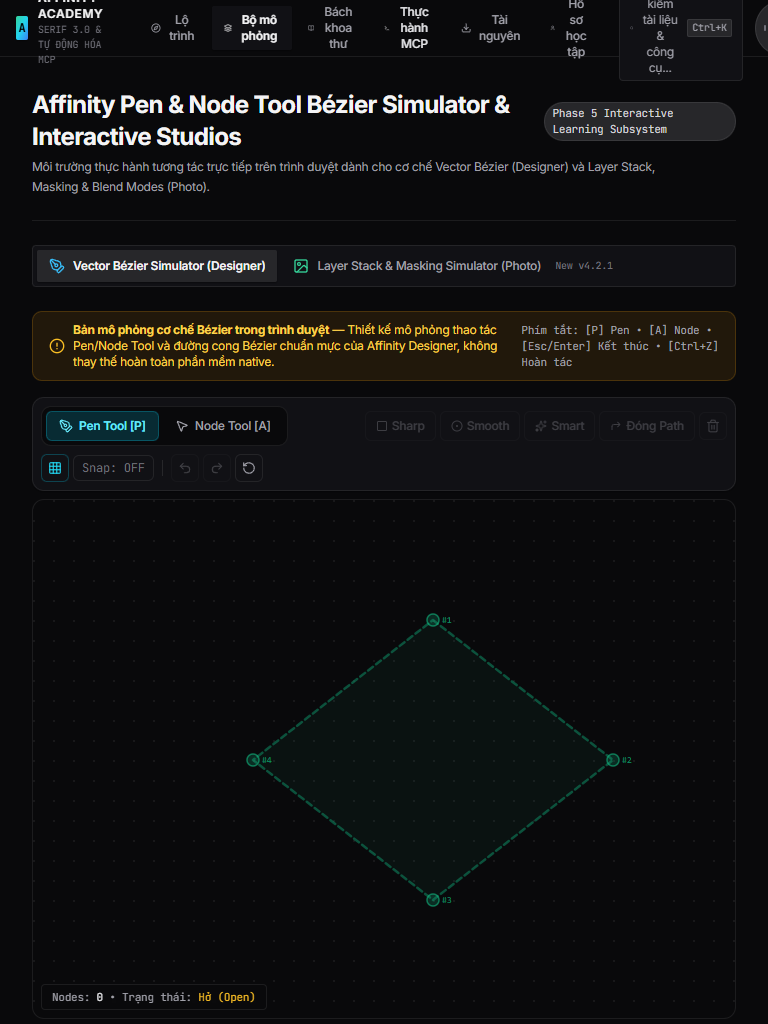 ACADEMY
SERIF 3.0 &
TỰ ĐỘNG HÓA
MCP
A
Lộ
trình
Bộ mô
phỏng
Bách
khoa
thư
Thực
hành
MCP
Tài
nguyên
Hồ
sơ
học
tập
kiếm
tài liệu
&
công
cụ...
Ctrl+K
Affinity Pen & Node Tool Bézier Simulator &
Interactive Studios
Phase 5 Interactive
Learning Subsystem
Môi trường thực hành tương tác trực tiếp trên trình duyệt dành cho cơ chế Vector Bézier (Designer) và Layer Stack,
Masking & Blend Modes (Photo).
Vector Bézier Simulator (Designer)
Layer Stack & Masking Simulator (Photo)
New v4.2.1
Bản mô phỏng cơ chế Bézier trong trình duyệt — Thiết kế mô phỏng thao tác
Pen/Node Tool và đường cong Bézier chuẩn mực của Affinity Designer, không
thay thế hoàn toàn phần mềm native.
Phím tắt: [P] Pen • [A] Node •
[Esc/Enter] Kết thúc • [Ctrl+Z]
Hoàn tác
Pen Tool [P]
Node Tool [A]
Sharp
Smooth
Smart
Đóng Path
Snap: OFF
#1
#4
#2
#3
Nodes: 0 • Trạng thái: Hở (Open)